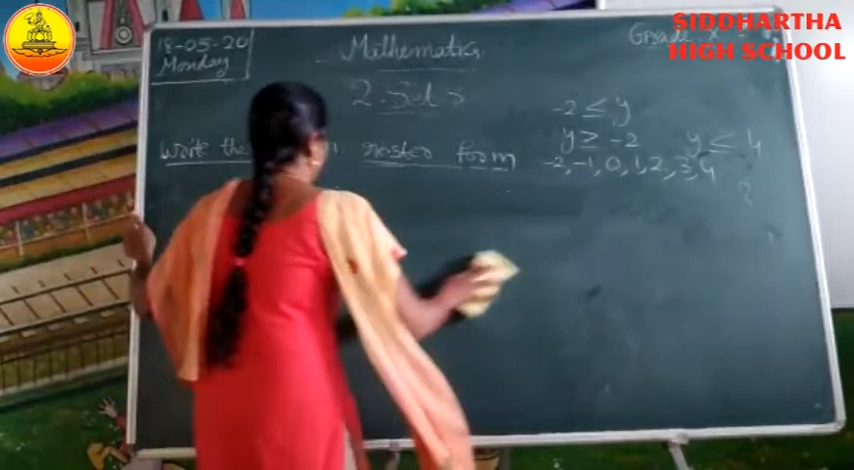 SIDDHARTHA
HIGH SCHOOL
18-05-20
Monday
Mathematics
Grade X
2. Sets
Write the roster form
-2 ≤ y
y ≥ -2 y ≤ 4
-2, -1, 0, 1, 2, 3, 4
2